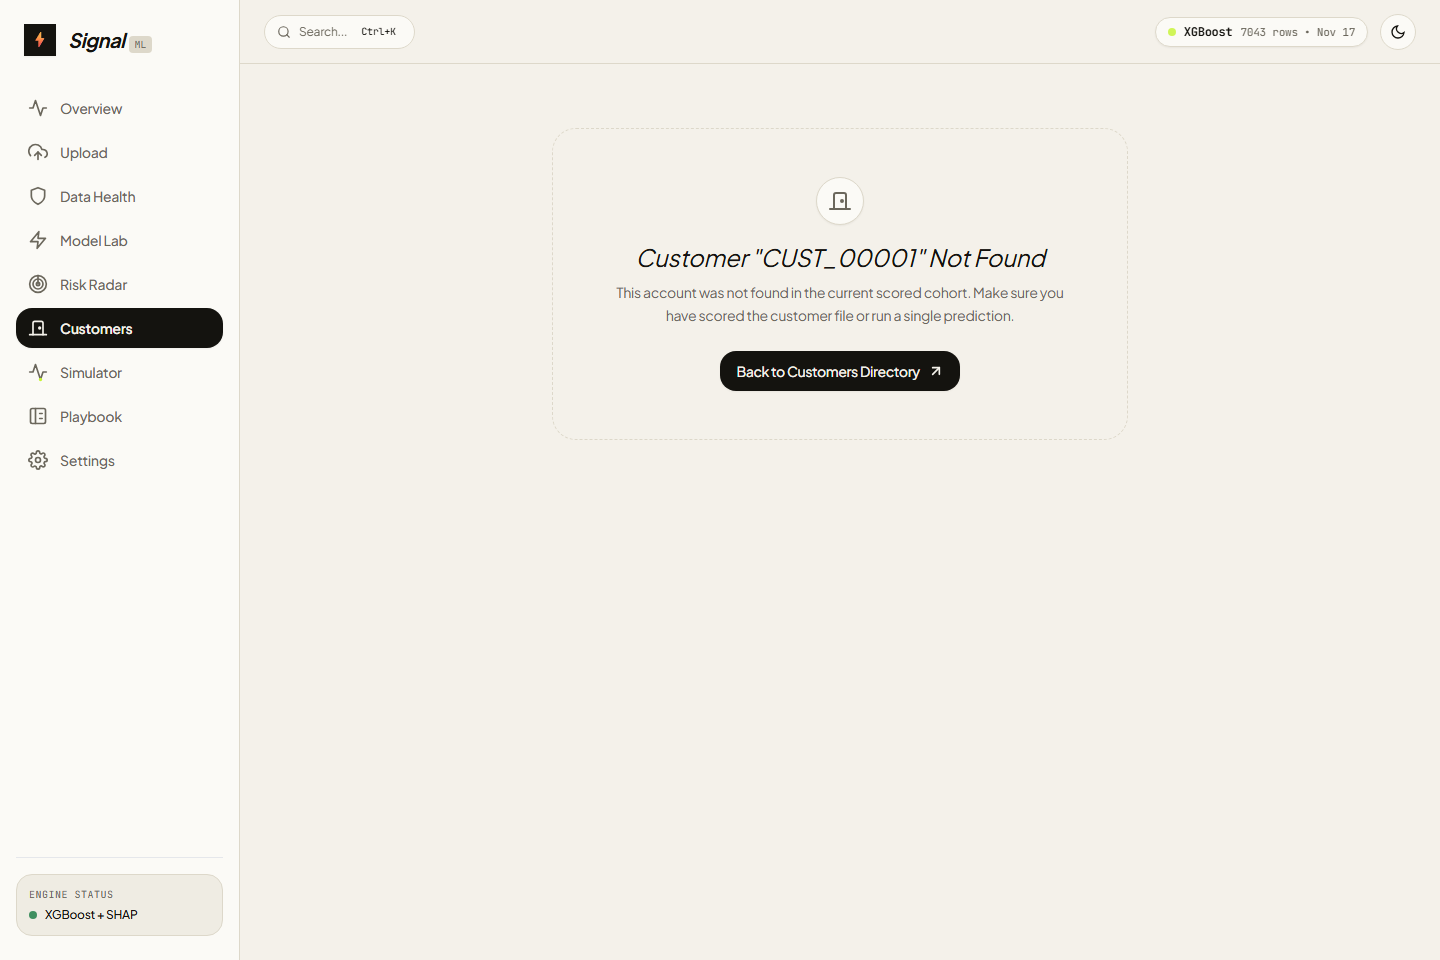 Signal ML
Overview
Upload
Data Health
Model Lab
Risk Radar
Customers
Simulator
Playbook
Settings
ENGINE STATUS
XGBoost + SHAP
Search... Ctrl+K
XGBoost 7043 rows • Nov 17
Customer "CUST_00001" Not Found
This account was not found in the current scored cohort. Make sure you
have scored the customer file or run a single prediction.
Back to Customers Directory